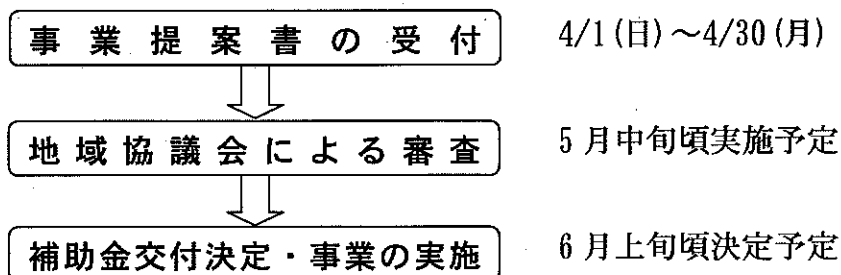 事業提案書の受付 4/1(日)～4/30(月)
地域協議会による審査 5月中旬頃実施予定
補助金交付決定・事業の実施 6月上旬頃決定予定